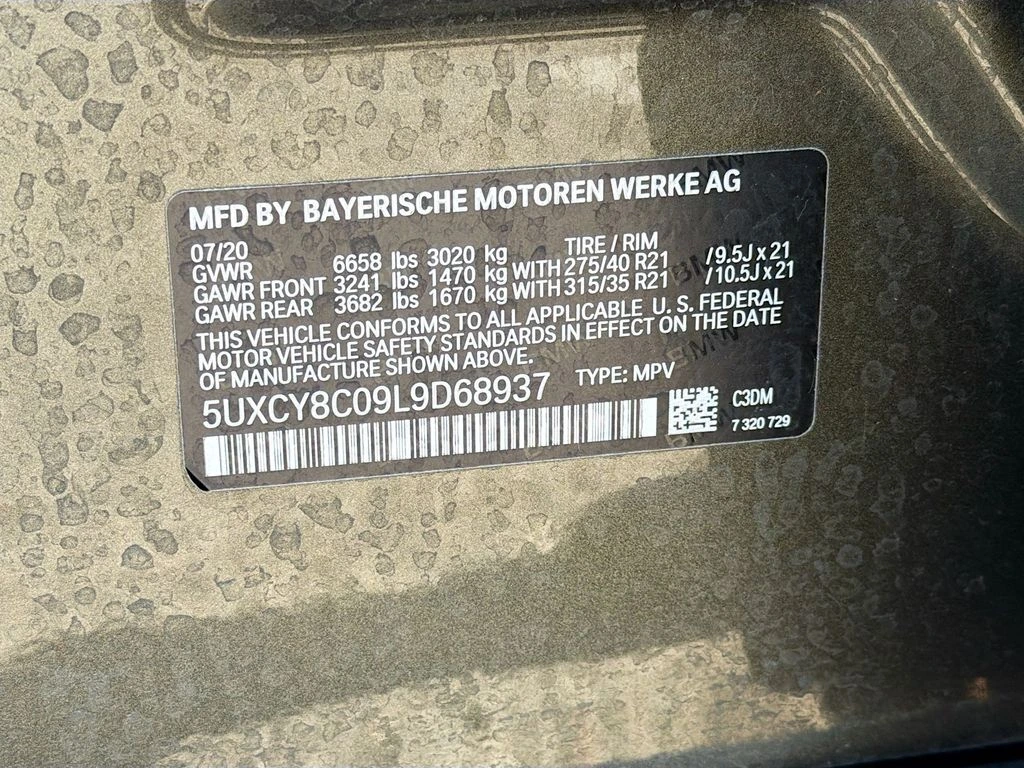 MFD BY BAYERISCHE MOTOREN WERKE AG
07/20 TIRE / RIM
GVWR 6658 lbs 3020 kg
GAWR FRONT 3241 lbs 1470 kg WITH 275/40 R21 /9.5J x 21
GAWR REAR 3682 lbs 1670 kg WITH 315/35 R21 /10.5J x 21
THIS VEHICLE CONFORMS TO ALL APPLICABLE U. S. FEDERAL
MOTOR VEHICLE SAFETY STANDARDS IN EFFECT ON THE DATE
OF MANUFACTURE SHOWN ABOVE.
5UXCY8C09L9D68937 TYPE: MPV
C3DM
7 320 729